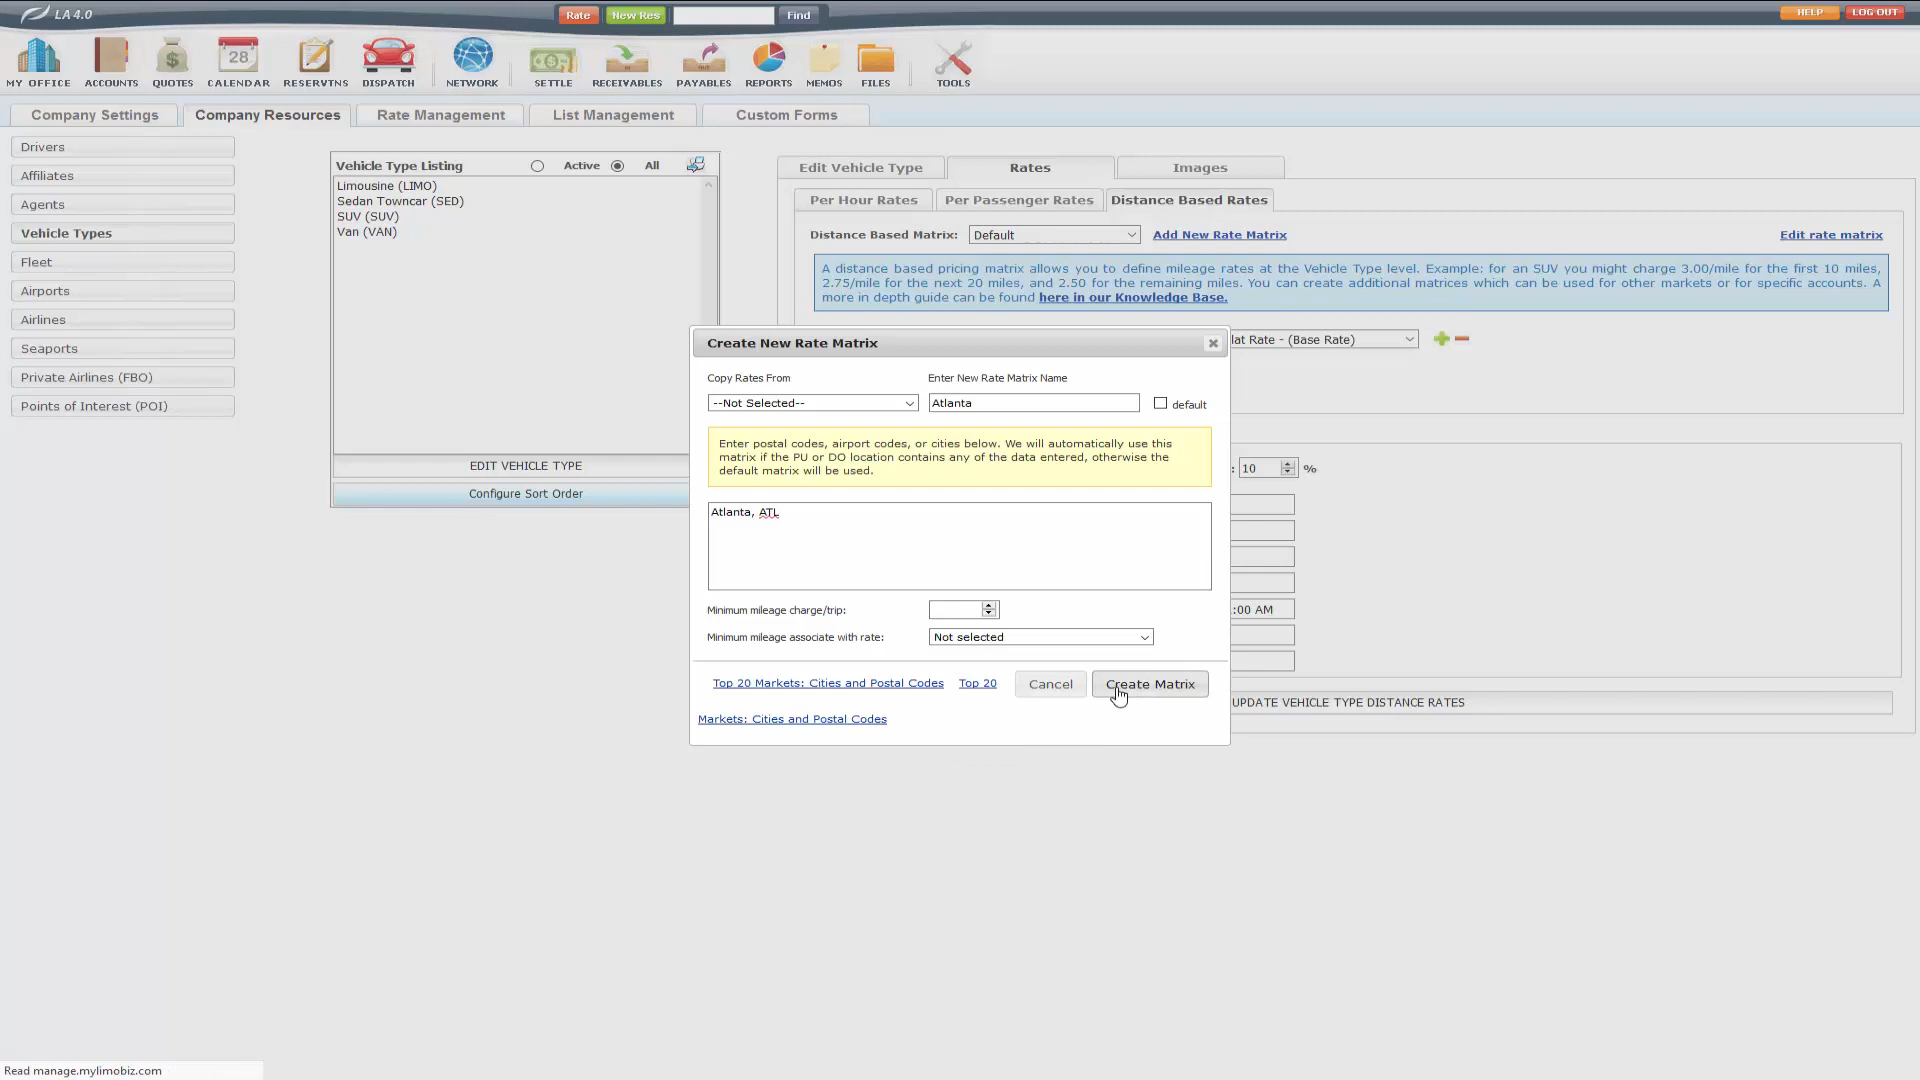 LA 4.0
Rate
New Res
Find
HELP
LOG OUT
28
MY OFFICE
ACCOUNTS
QUOTES
CALENDAR
RESERVTNS
DISPATCH
NETWORK
SETTLE
RECEIVABLES
PAYABLES
REPORTS
MEMOS
FILES
TOOLS
Company Settings
Company Resources
Rate Management
List Management
Custom Forms
Drivers
Affiliates
Agents
Vehicle Types
Fleet
Airports
Airlines
Seaports
Private Airlines (FBO)
Points of Interest (POI)
Vehicle Type Listing
Active
All
Limousine (LIMO)
Sedan Towncar (SED)
SUV (SUV)
Van (VAN)
EDIT VEHICLE TYPE
Configure Sort Order
Edit Vehicle Type
Rates
Images
Per Hour Rates
Per Passenger Rates
Distance Based Rates
Distance Based Matrix:
Default
Add New Rate Matrix
Edit rate matrix
A distance based pricing matrix allows you to define mileage rates at the Vehicle Type level. Example: for an SUV you might charge 3.00/mile for the first 10 miles,
2.75/mile for the next 20 miles, and 2.50 for the remaining miles. You can create additional matrices which can be used for other markets or for specific accounts. A
more in depth guide can be found here in our Knowledge Base.
lat Rate - (Base Rate)
: 10 %
:00 AM
UPDATE VEHICLE TYPE DISTANCE RATES
Create New Rate Matrix
Copy Rates From
Enter New Rate Matrix Name
--Not Selected--
Atlanta
default
Enter postal codes, airport codes, or cities below. We will automatically use this
matrix if the PU or DO location contains any of the data entered, otherwise the
default matrix will be used.
Atlanta, ATL
Minimum mileage charge/trip:
Minimum mileage associate with rate:
Not selected
Top 20 Markets: Cities and Postal Codes
Top 20
Markets: Cities and Postal Codes
Cancel
Create Matrix
Read manage.mylimobiz.com